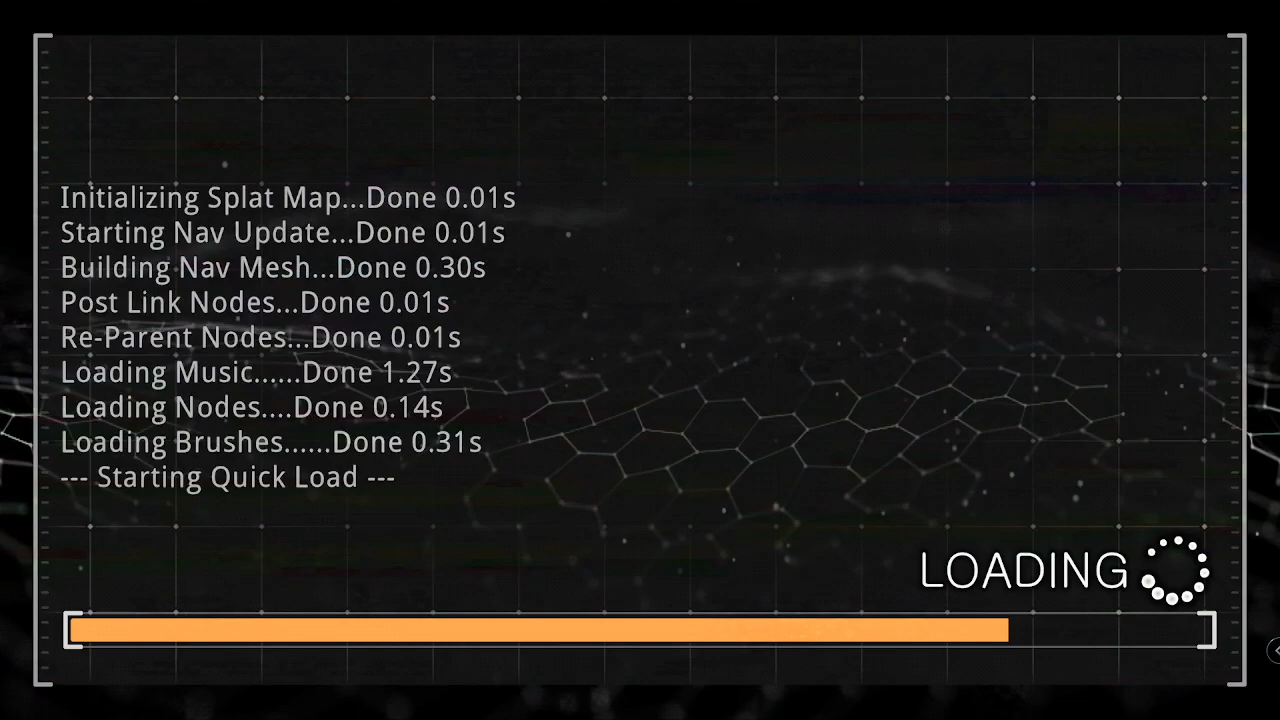 Initializing Splat Map...Done 0.01s
Starting Nav Update...Done 0.01s
Building Nav Mesh...Done 0.30s
Post Link Nodes...Done 0.01s
Re-Parent Nodes...Done 0.01s
Loading Music......Done 1.27s
Loading Nodes....Done 0.14s
Loading Brushes......Done 0.31s
--- Starting Quick Load ---
LOADING